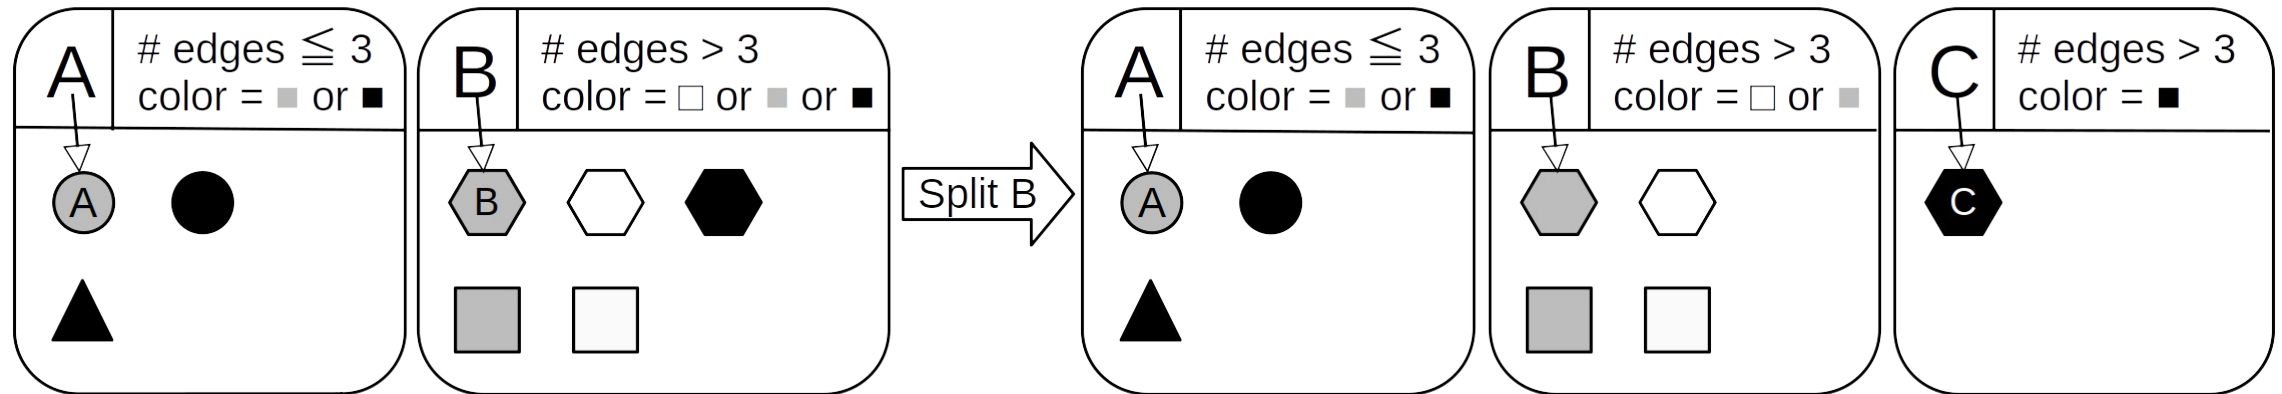 A
# edges ≦ 3
color = ■ or ■
A
B
# edges > 3
color = □ or ■ or ■
B
Split B
A
# edges ≦ 3
color = ■ or ■
A
B
# edges > 3
color = □ or ■
C
# edges > 3
color = ■
C